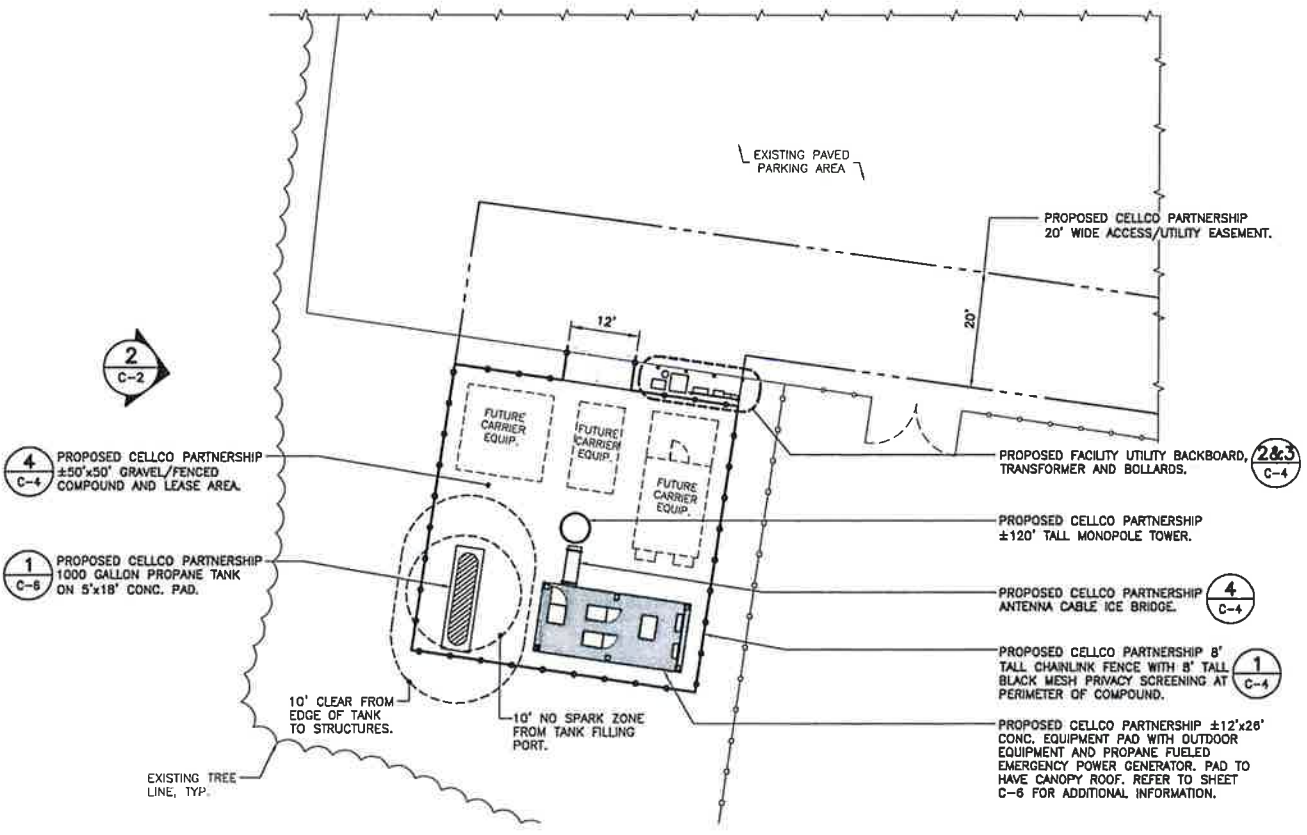 EXISTING PAVED
PARKING AREA
PROPOSED CELLCO PARTNERSHIP
20' WIDE ACCESS/UTILITY EASEMENT.
12'
20'
2
C-2
FUTURE
CARRIER
EQUIP.
FUTURE
CARRIER
EQUIP.
FUTURE
CARRIER
EQUIP.
4
C-4
PROPOSED CELLCO PARTNERSHIP
±50'x50' GRAVEL/FENCED
COMPOUND AND LEASE AREA.
PROPOSED FACILITY UTILITY BACKBOARD,
TRANSFORMER AND BOLLARDS.
2&3
C-4
PROPOSED CELLCO PARTNERSHIP
±120' TALL MONOPOLE TOWER.
1
C-6
PROPOSED CELLCO PARTNERSHIP
1000 GALLON PROPANE TANK
ON 5'x18' CONC. PAD.
PROPOSED CELLCO PARTNERSHIP
ANTENNA CABLE ICE BRIDGE.
4
C-4
PROPOSED CELLCO PARTNERSHIP 8'
TALL CHAINLINK FENCE WITH 8' TALL
BLACK MESH PRIVACY SCREENING AT
PERIMETER OF COMPOUND.
1
C-4
10' CLEAR FROM
EDGE OF TANK
TO STRUCTURES.
10' NO SPARK ZONE
FROM TANK FILLING
PORT.
PROPOSED CELLCO PARTNERSHIP ±12'x26'
CONC. EQUIPMENT PAD WITH OUTDOOR
EQUIPMENT AND PROPANE FUELED
EMERGENCY POWER GENERATOR. PAD TO
HAVE CANOPY ROOF. REFER TO SHEET
C-6 FOR ADDITIONAL INFORMATION.
EXISTING TREE
LINE, TYP.